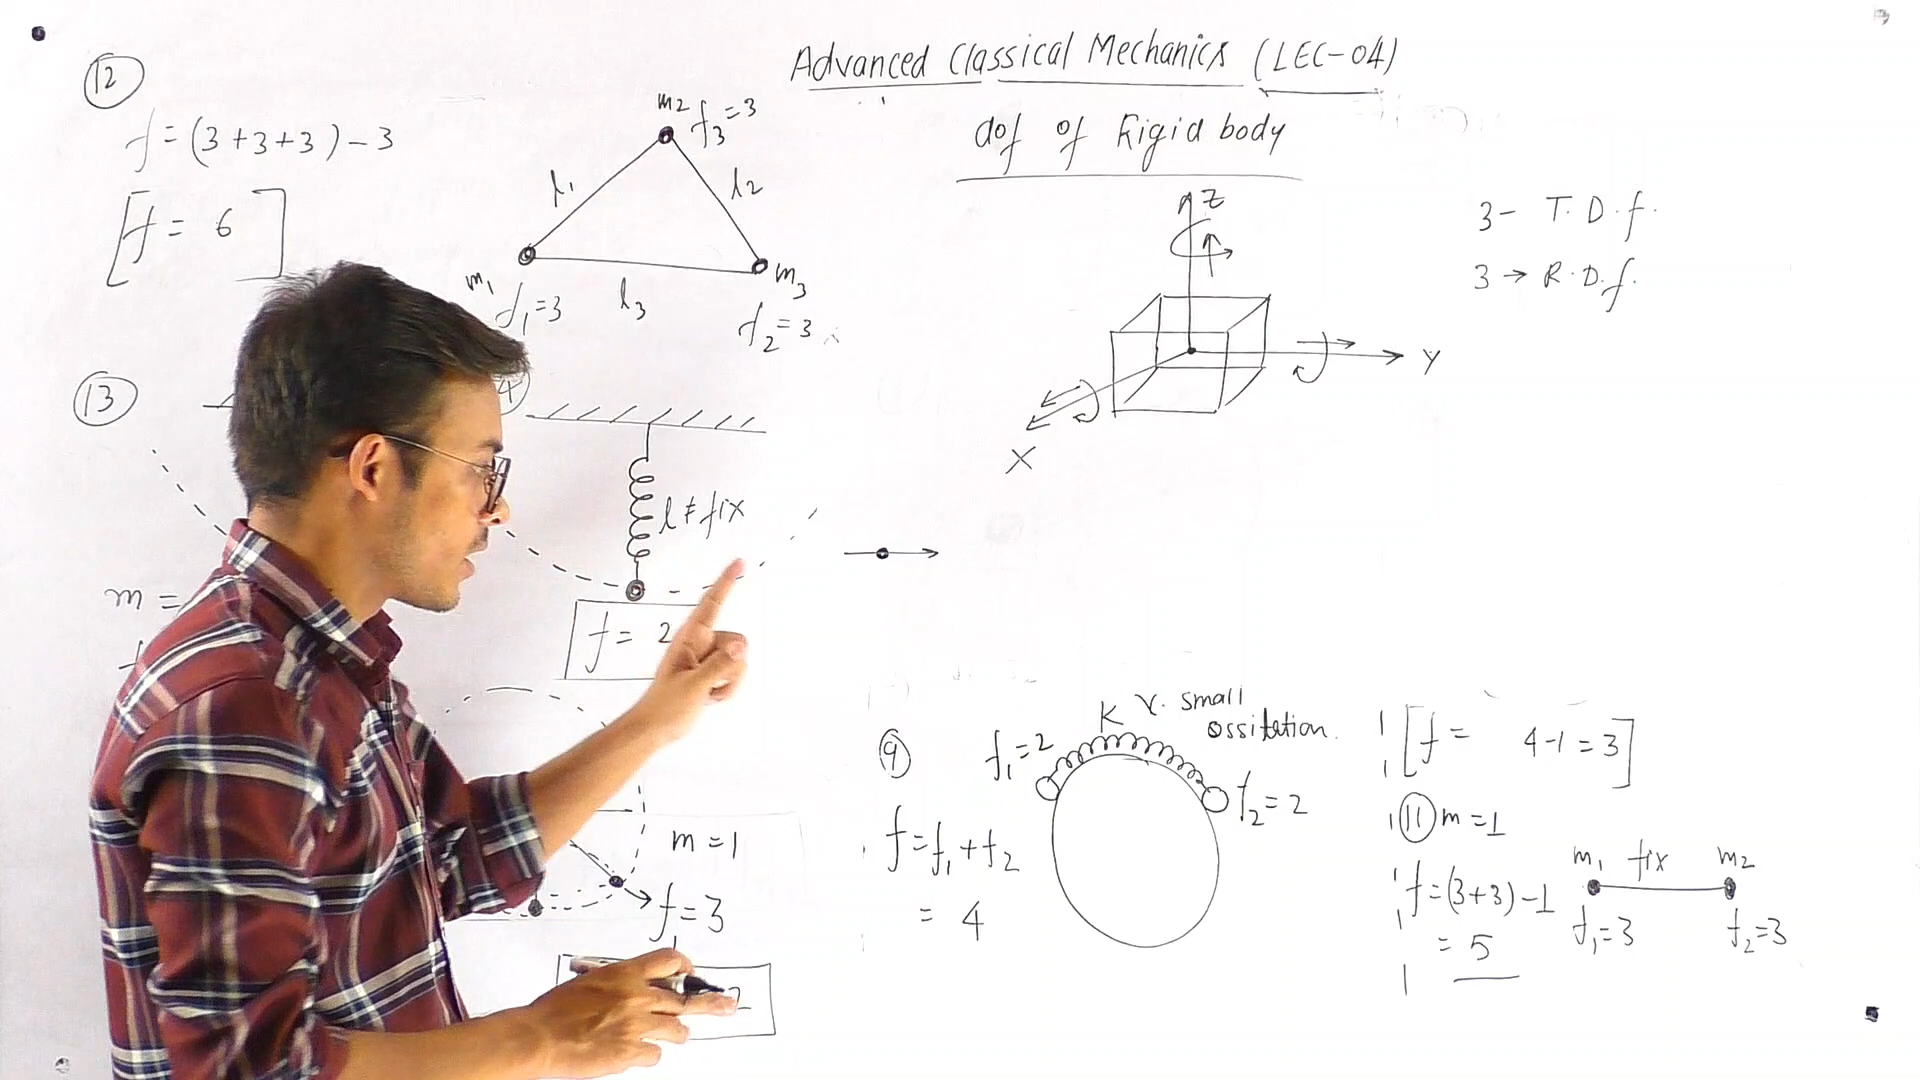 Advanced Classical Mechanics (LEC-04)
dof of Rigid body
12
f = (3+3+3) - 3
[f = 6]
m2 f3=3
l1
l2
m1
f1=3
l3
m3
f2=3
Z
Y
X
3- T.D.f.
3 → R.D.f.
13
m =
l ≠ fix
f = 2
m = 1
f = 3
2
9
f1=2
K
v. small
ossilation.
f2=2
f = f1 + f2
= 4
[f = 4-1 = 3]
11 m = 1
f = (3+3) - 1
= 5
m1 fix m2
f1=3 f2=3